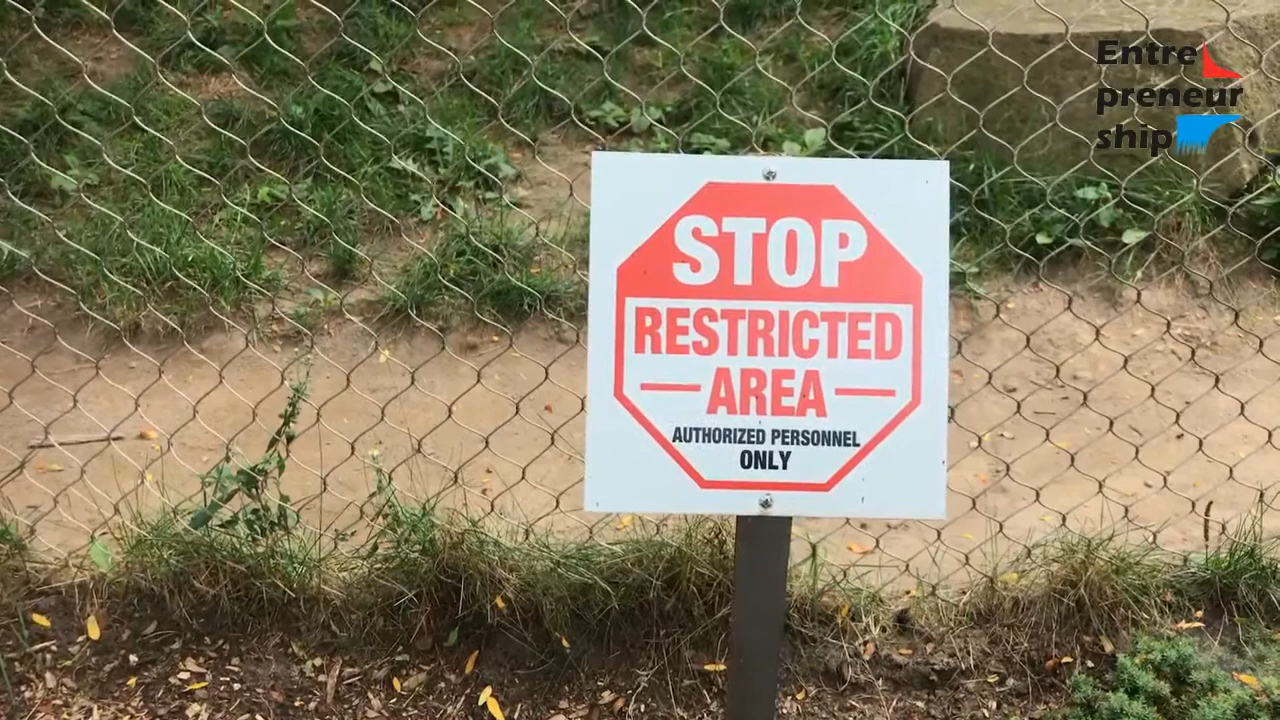 Entre
preneur
ship
STOP
RESTRICTED
AREA
AUTHORIZED PERSONNEL
ONLY